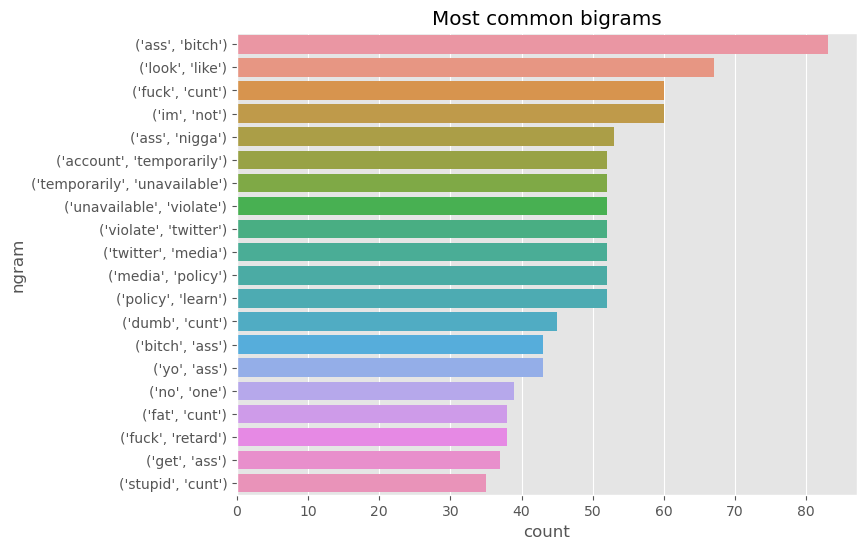 Most common bigrams
('ass', 'bitch')
('look', 'like')
('fuck', 'cunt')
('im', 'not')
('ass', 'nigga')
('account', 'temporarily')
('temporarily', 'unavailable')
('unavailable', 'violate')
('violate', 'twitter')
('twitter', 'media')
('media', 'policy')
('policy', 'learn')
('dumb', 'cunt')
('bitch', 'ass')
('yo', 'ass')
('no', 'one')
('fat', 'cunt')
('fuck', 'retard')
('get', 'ass')
('stupid', 'cunt')
ngram
0 10 20 30 40 50 60 70 80
count